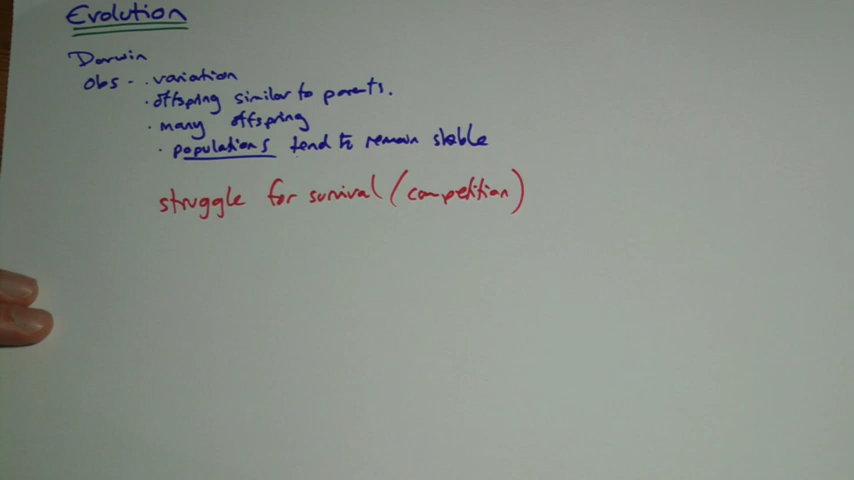 Evolution
Darwin
Obs - · variation
· offspring similar to parents.
· many offspring
· populations tend to remain stable
struggle for survival (competition)